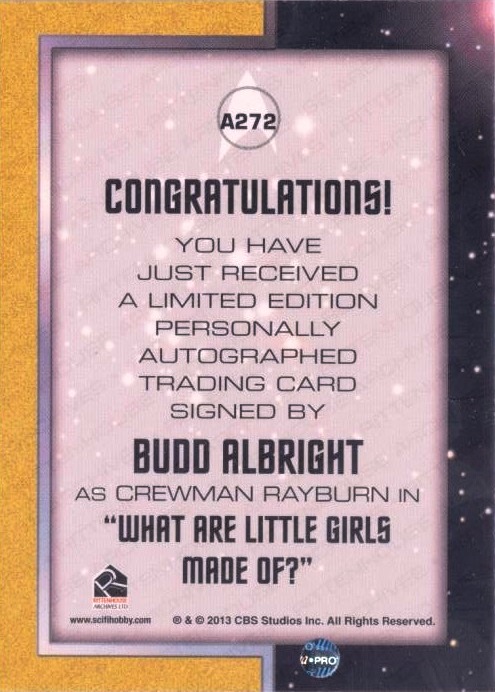 A272
CONGRATULATIONS!
YOU HAVE
JUST RECEIVED
A LIMITED EDITION
PERSONALLY
AUTOGRAPHED
TRADING CARD
SIGNED BY
BUDD ALBRIGHT
AS CREWMAN RAYBURN IN
“WHAT ARE LITTLE GIRLS
MADE OF?”
RITTENHOUSE
ARCHIVES LTD
www.scifihobby.com ® & © 2013 CBS Studios Inc. All Rights Reserved.